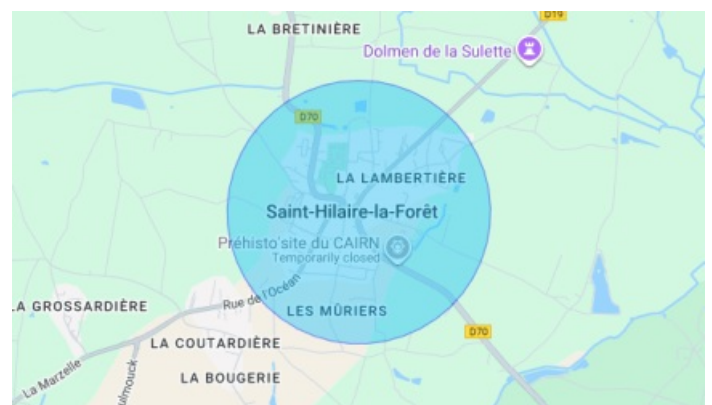 D19
LA BRETINIÈRE
Dolmen de la Sulette
D70
LA LAMBERTIÈRE
Saint-Hilaire-la-Forêt
Préhisto'site du CAIRN
Temporarily closed
Rue de l'Océan
LA GROSSARDIÈRE
LES MÛRIERS
D70
LA COUTARDIÈRE
La Marzelle
LA BOUGERIE
ulmouck